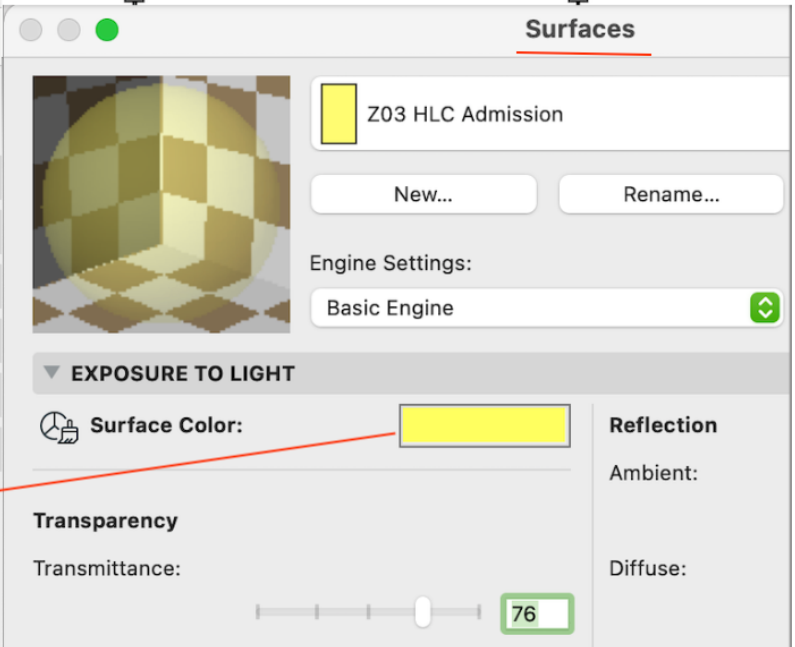 Surfaces
Z03 HLC Admission
New...
Rename...
Engine Settings:
Basic Engine
EXPOSURE TO LIGHT
Surface Color:
Reflection
Ambient:
Transparency
Transmittance:
Diffuse:
76